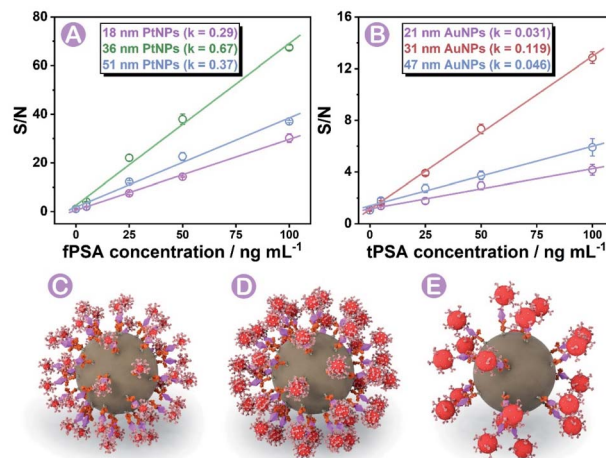 A
18 nm PtNPs (k = 0.29)
36 nm PtNPs (k = 0.67)
51 nm PtNPs (k = 0.37)
80
60
40
20
0
S/N
0 25 50 75 100
fPSA concentration / ng mL⁻¹
B
21 nm AuNPs (k = 0.031)
31 nm AuNPs (k = 0.119)
47 nm AuNPs (k = 0.046)
16
12
8
4
0
S/N
0 25 50 75 100
tPSA concentration / ng mL⁻¹
C
D
E